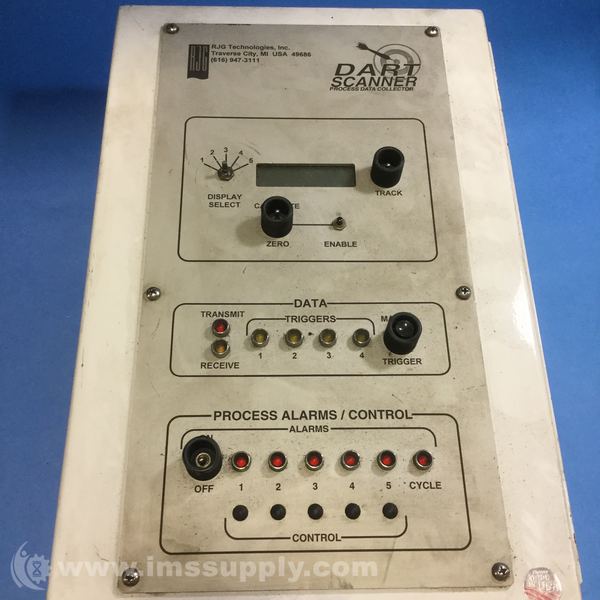 RJG
RJG Technologies, Inc.
Traverse City, MI USA 49686
(616) 947-3111
DART
SCANNER
PROCESS DATA COLLECTOR
1 2 3 4 5
DISPLAY
SELECT
TRACK
ZERO
ENABLE
DATA
TRANSMIT
TRIGGERS
RECEIVE
1 2 3 4
TRIGGER
PROCESS ALARMS / CONTROL
ALARMS
OFF
1 2 3 4 5 CYCLE
CONTROL
www.imssupply.com